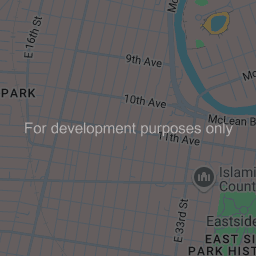 E 16th St
9th Ave
PARK
10th Ave
McLean B
For development purposes only
11th Ave
Islami
Count
E 33rd St
Eastside
EAST SI
PARK HIST